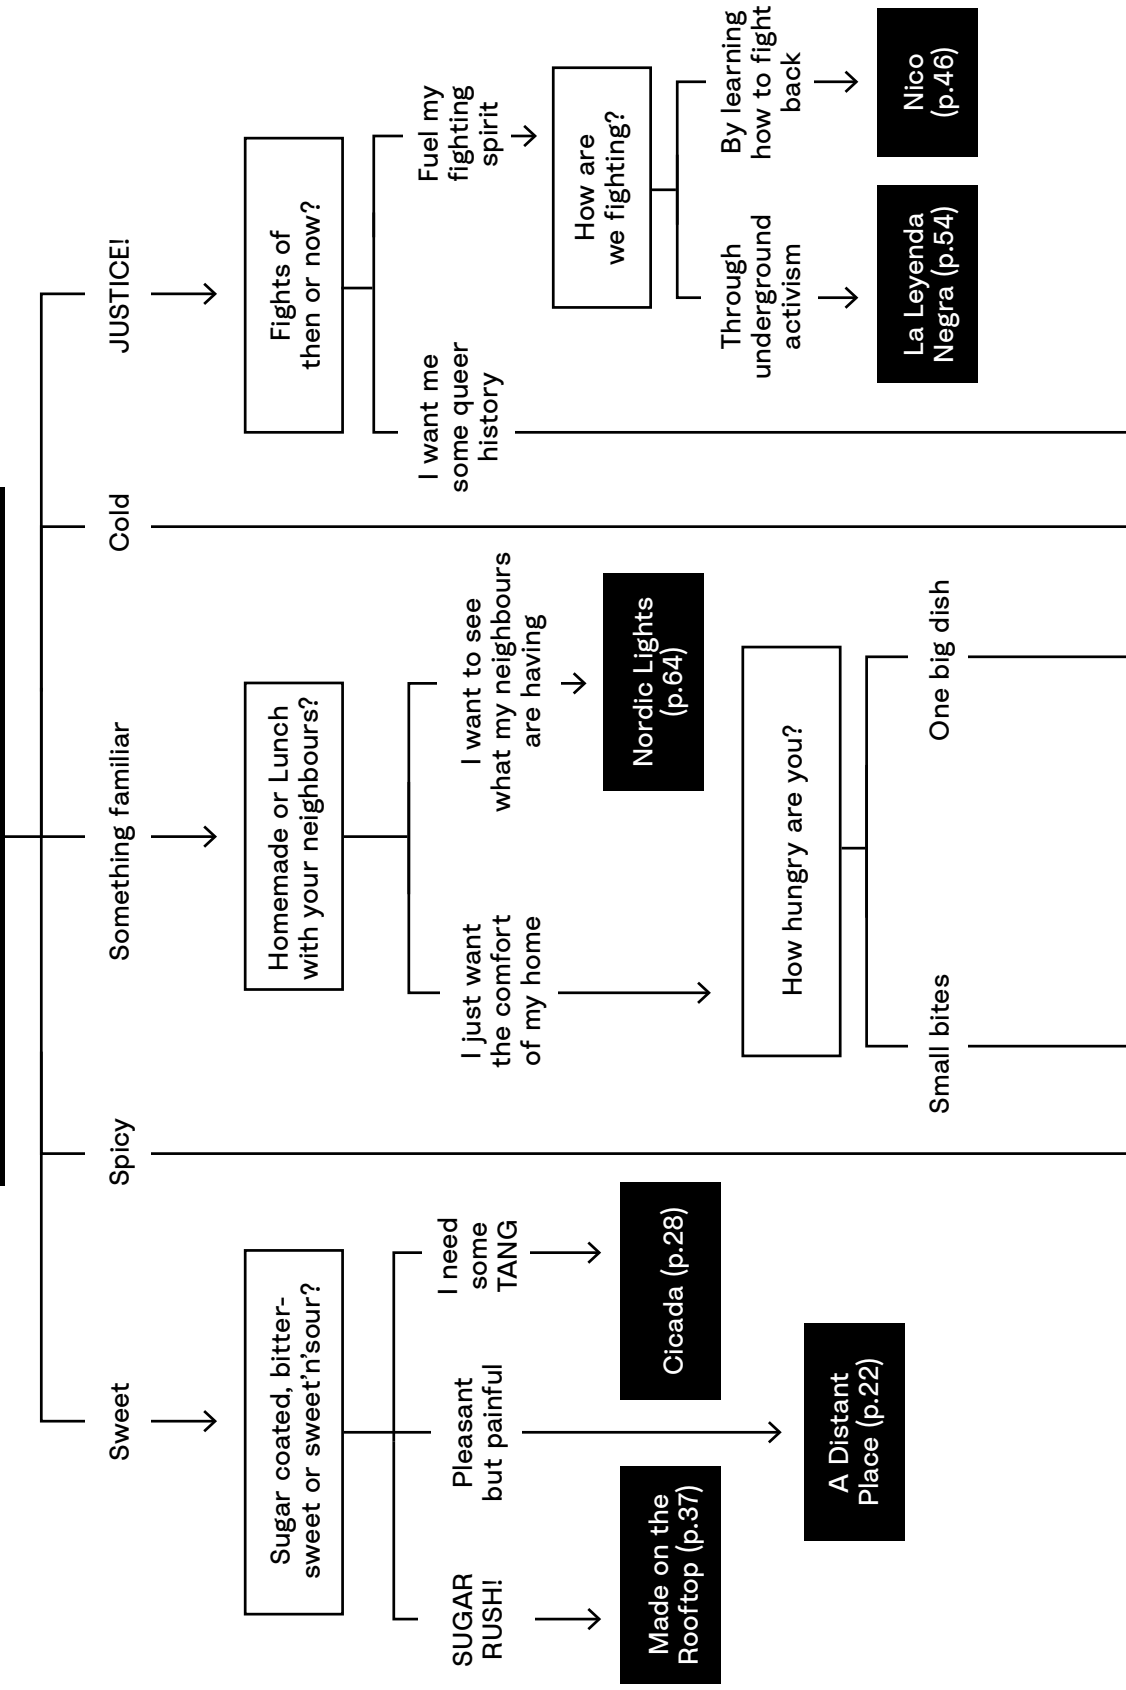 Sweet
Spicy
Something familiar
Cold
JUSTICE!
Sugar coated, bitter-
sweet or sweet’n’sour?
SUGAR
RUSH!
Made on the
Rooftop (p.37)
Pleasant
but painful
A Distant
Place (p.22)
I need
some
TANG
Cicada (p.28)
Homemade or Lunch
with your neighbours?
I just want
the comfort
of my home
I want to see
what my neighbours
are having
Nordic Lights
(p.64)
How hungry are you?
Small bites
One big dish
Fights of
then or now?
I want me
some queer
history
Fuel my
fighting
spirit
How are
we fighting?
Through
underground
activism
La Leyenda
Negra (p.54)
By learning
how to fight
back
Nico
(p.46)